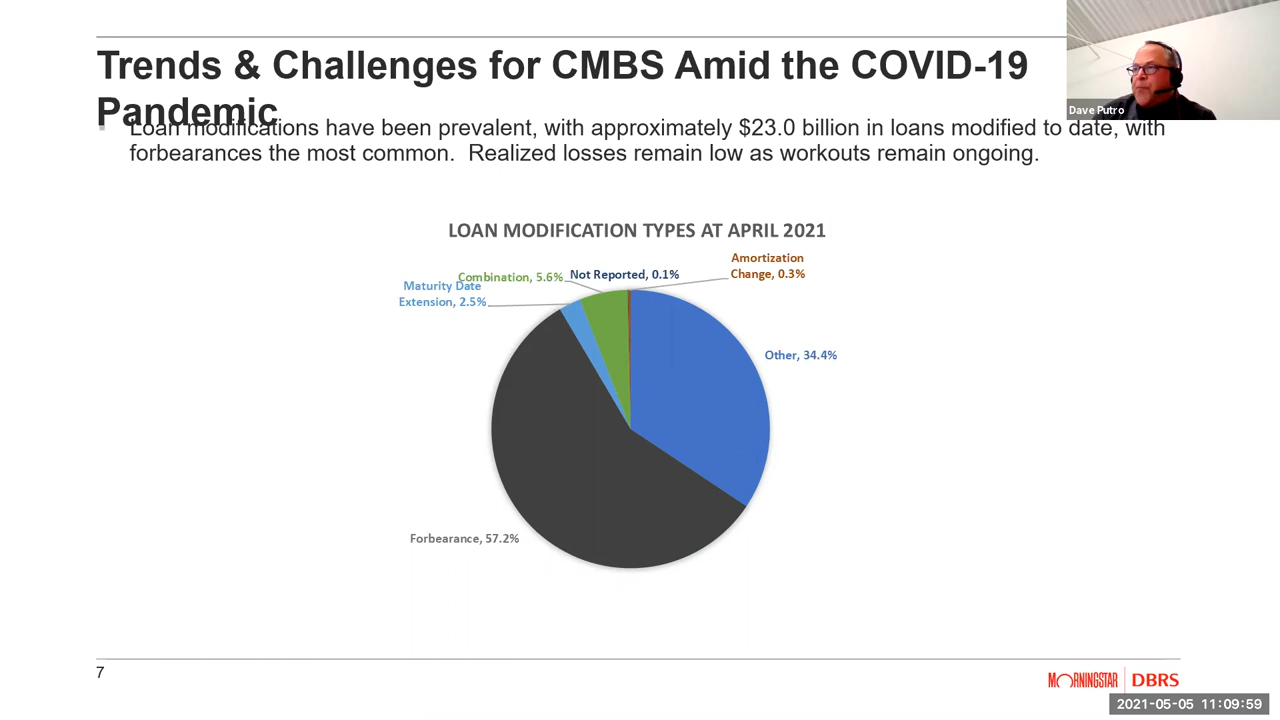 Trends & Challenges for CMBS Amid the COVID-19
Pandemic
Dave Putro
Loan modifications have been prevalent, with approximately $23.0 billion in loans modified to date, with
forbearances the most common.  Realized losses remain low as workouts remain ongoing.
LOAN MODIFICATION TYPES AT APRIL 2021
Amortization
Change, 0.3%
Not Reported, 0.1%
Combination, 5.6%
Maturity Date
Extension, 2.5%
Other, 34.4%
Forbearance, 57.2%
7
MORNINGSTAR | DBRS
2021-05-05 11:09:59